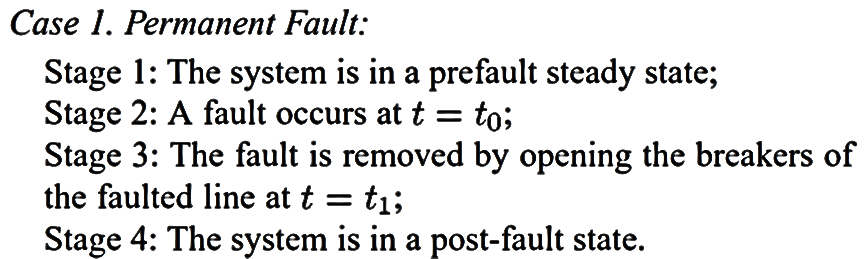 Case 1. Permanent Fault:
Stage 1: The system is in a prefault steady state;
Stage 2: A fault occurs at t = t₀;
Stage 3: The fault is removed by opening the breakers of
the faulted line at t = t₁;
Stage 4: The system is in a post-fault state.